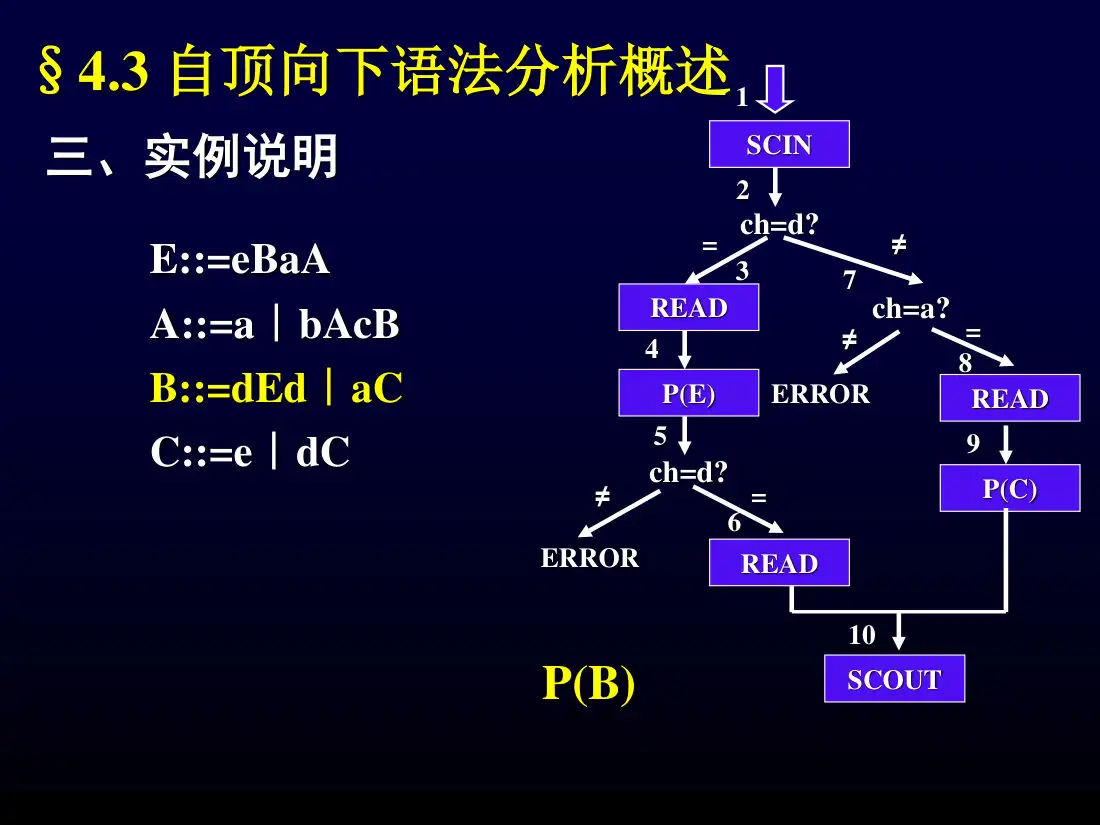 §4.3 自顶向下语法分析概述
三、实例说明
E::=eBaA
A::=a｜bAcB
B::=dEd｜aC
C::=e｜dC
1
SCIN
2
ch=d?
=
≠
3
7
READ
ch=a?
4
≠
=
8
P(E)
ERROR
READ
5
9
ch=d?
P(C)
≠
=
6
ERROR
READ
10
P(B)
SCOUT